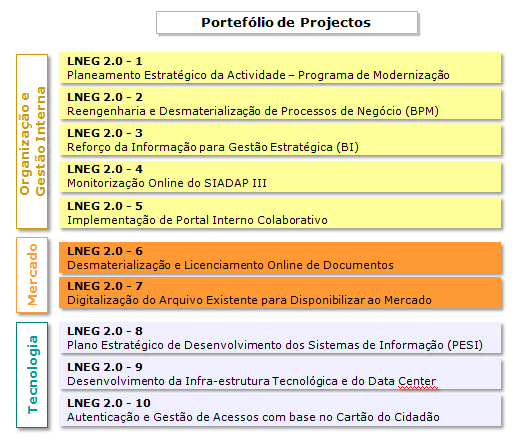 Portefólio de Projectos
Organização e
Gestão Interna
LNEG 2.0 - 1
Planeamento Estratégico da Actividade – Programa de Modernização
LNEG 2.0 - 2
Reengenharia e Desmaterialização de Processos de Negócio (BPM)
LNEG 2.0 - 3
Reforço da Informação para Gestão Estratégica (BI)
LNEG 2.0 - 4
Monitorização Online do SIADAP III
LNEG 2.0 - 5
Implementação de Portal Interno Colaborativo
Mercado
LNEG 2.0 - 6
Desmaterialização e Licenciamento Online de Documentos
LNEG 2.0 - 7
Digitalização do Arquivo Existente para Disponibilizar ao Mercado
Tecnologia
LNEG 2.0 - 8
Plano Estratégico de Desenvolvimento dos Sistemas de Informação (PESI)
LNEG 2.0 - 9
Desenvolvimento da Infra-estrutura Tecnológica e do Data Center
LNEG 2.0 - 10
Autenticação e Gestão de Acessos com base no Cartão do Cidadão